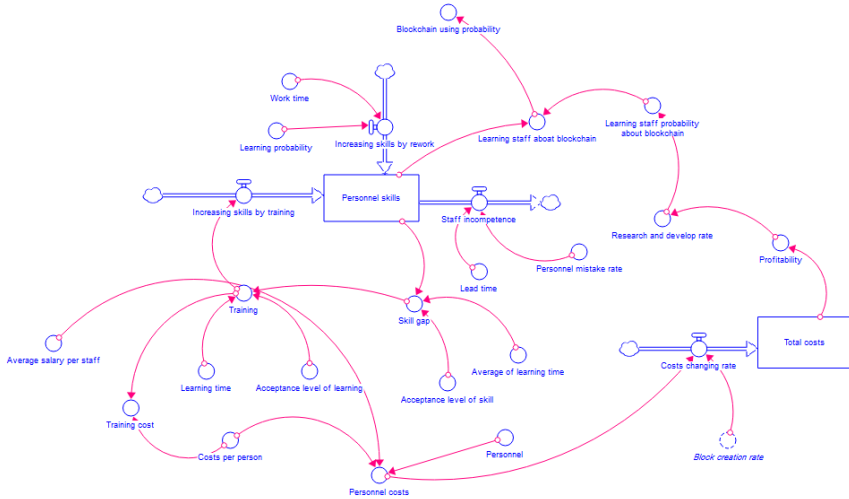 Blockchain using probability
Work time
Learning probability
Increasing skills by rework
Learning staff aboat blockchain
Learning staff probability
about blockchain
Personnel skills
Increasing skills by training
Staff incompetence
Research and develop rate
Personnel mistake rate
Lead time
Profitability
Training
Skill gap
Total costs
Average salary per staff
Learning time
Acceptance level of learning
Average of learning time
Costs changing rate
Acceptance level of skill
Training cost
Costs per person
Personnel
Block creation rate
Personnel costs